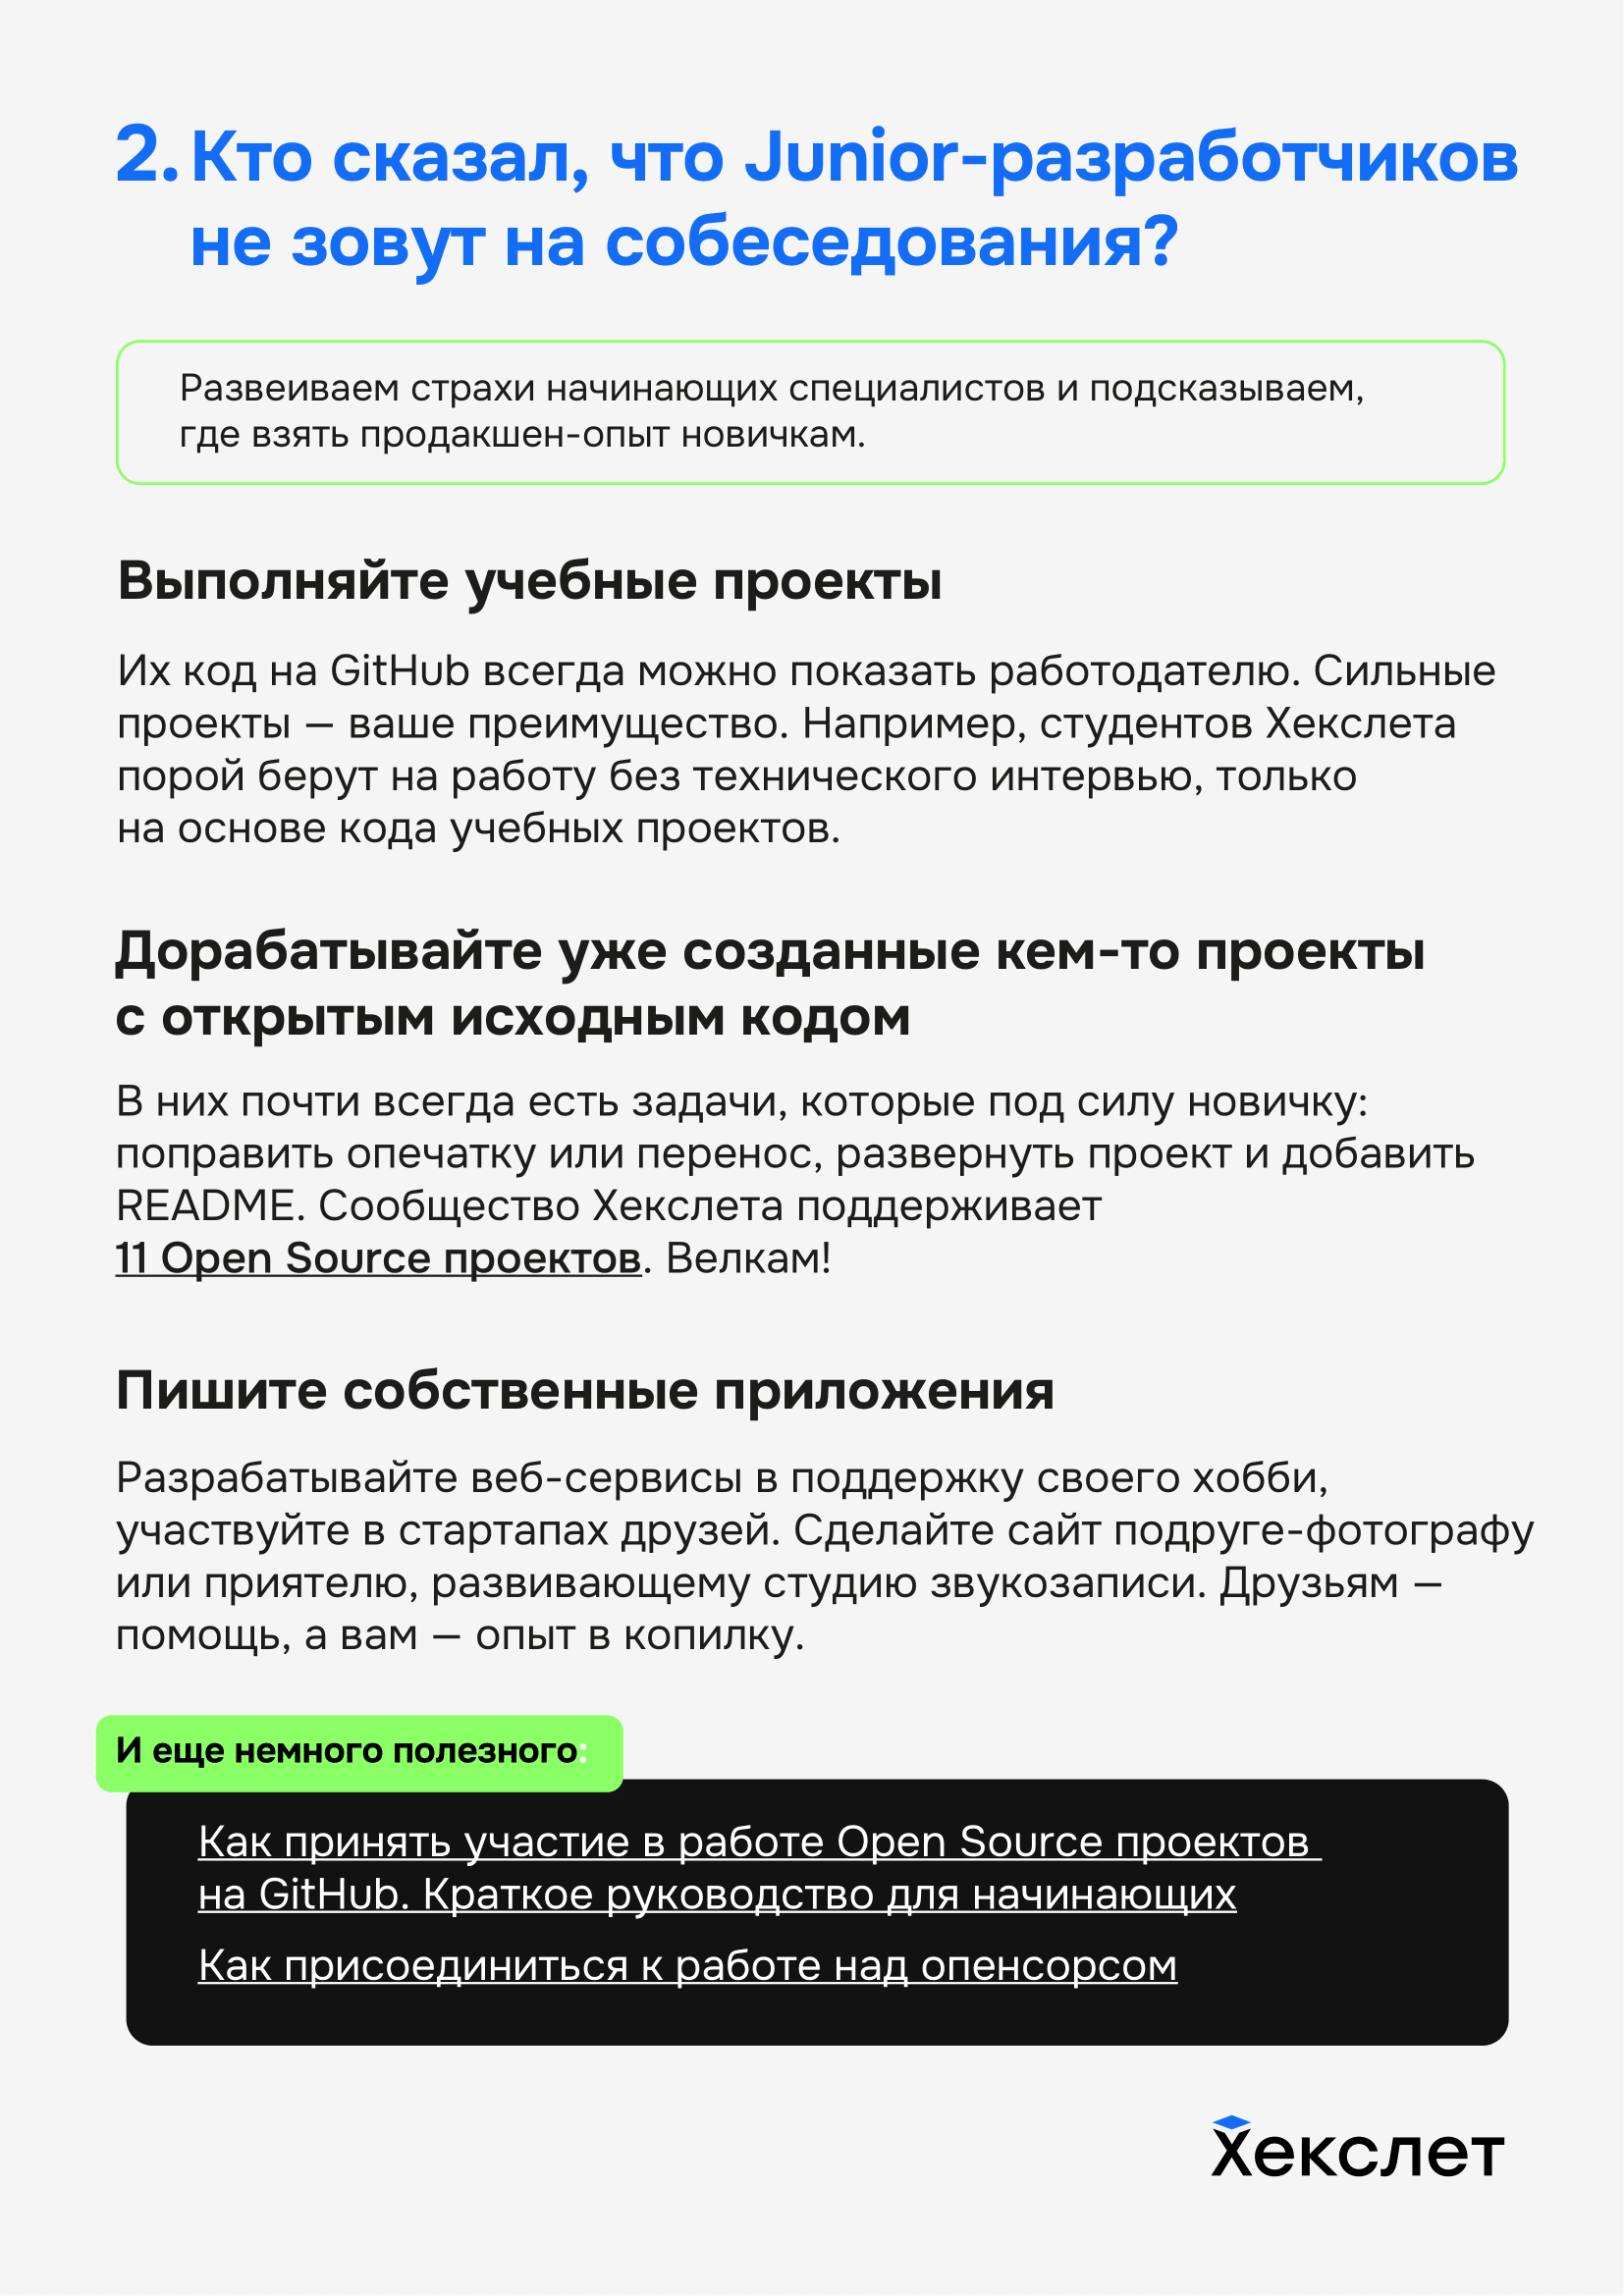 2. Кто сказал, что Junior-разработчиков
не зовут на собеседования?
Развеиваем страхи начинающих специалистов и подсказываем,
где взять продакшен-опыт новичкам.
Выполняйте учебные проекты
Их код на GitHub всегда можно показать работодателю. Сильные
проекты — ваше преимущество. Например, студентов Хекслета
порой берут на работу без технического интервью, только
на основе кода учебных проектов.
Дорабатывайте уже созданные кем-то проекты
с открытым исходным кодом
В них почти всегда есть задачи, которые под силу новичку:
поправить опечатку или перенос, развернуть проект и добавить
README. Сообщество Хекслета поддерживает
11 Open Source проектов. Велкам!
Пишите собственные приложения
Разрабатывайте веб-сервисы в поддержку своего хобби,
участвуйте в стартапах друзей. Сделайте сайт подруге-фотографу
или приятелю, развивающему студию звукозаписи. Друзьям —
помощь, а вам — опыт в копилку.
И еще немного полезного:
Как принять участие в работе Open Source проектов
на GitHub. Краткое руководство для начинающих
Как присоединиться к работе над опенсорсом
Хекслет